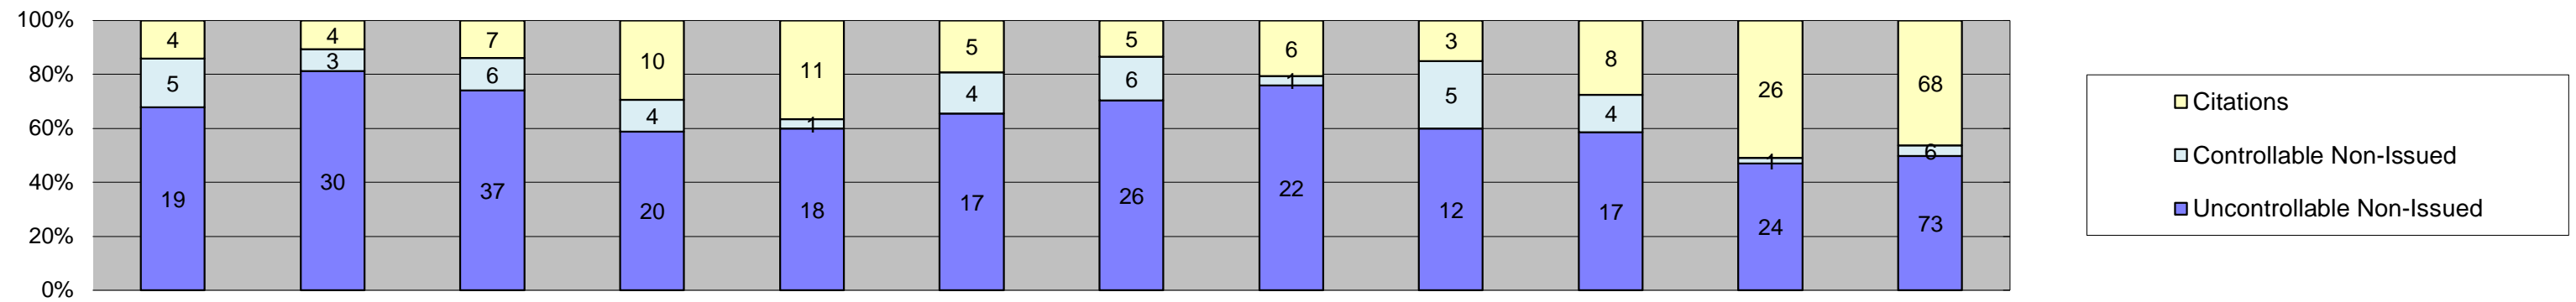 100%
80%
60%
40%
20%
0%
4 4 7 10 11 5 5 6 3 8 26 68
5 3 6 4 1 4 6 1 5 4 1 6
19 30 37 20 18 17 26 22 12 17 24 73
Citations
Controllable Non-Issued
Uncontrollable Non-Issued